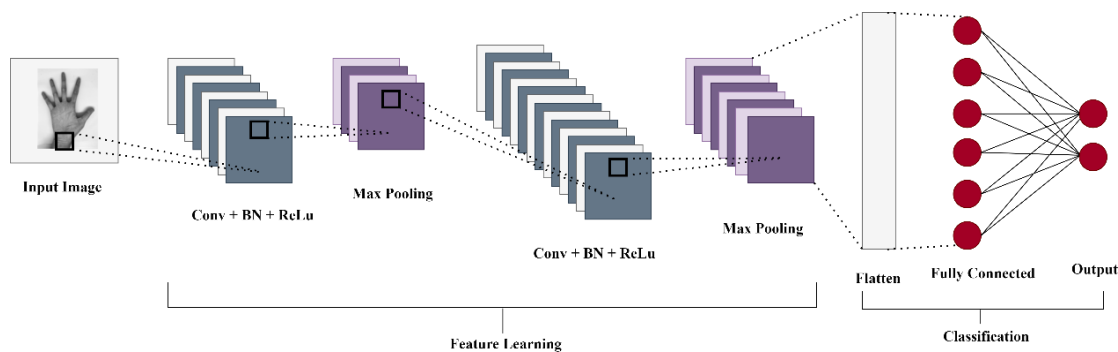 Input Image
Conv + BN + ReLu
Max Pooling
Conv + BN + ReLu
Max Pooling
Flatten
Fully Connected
Output
Feature Learning
Classification